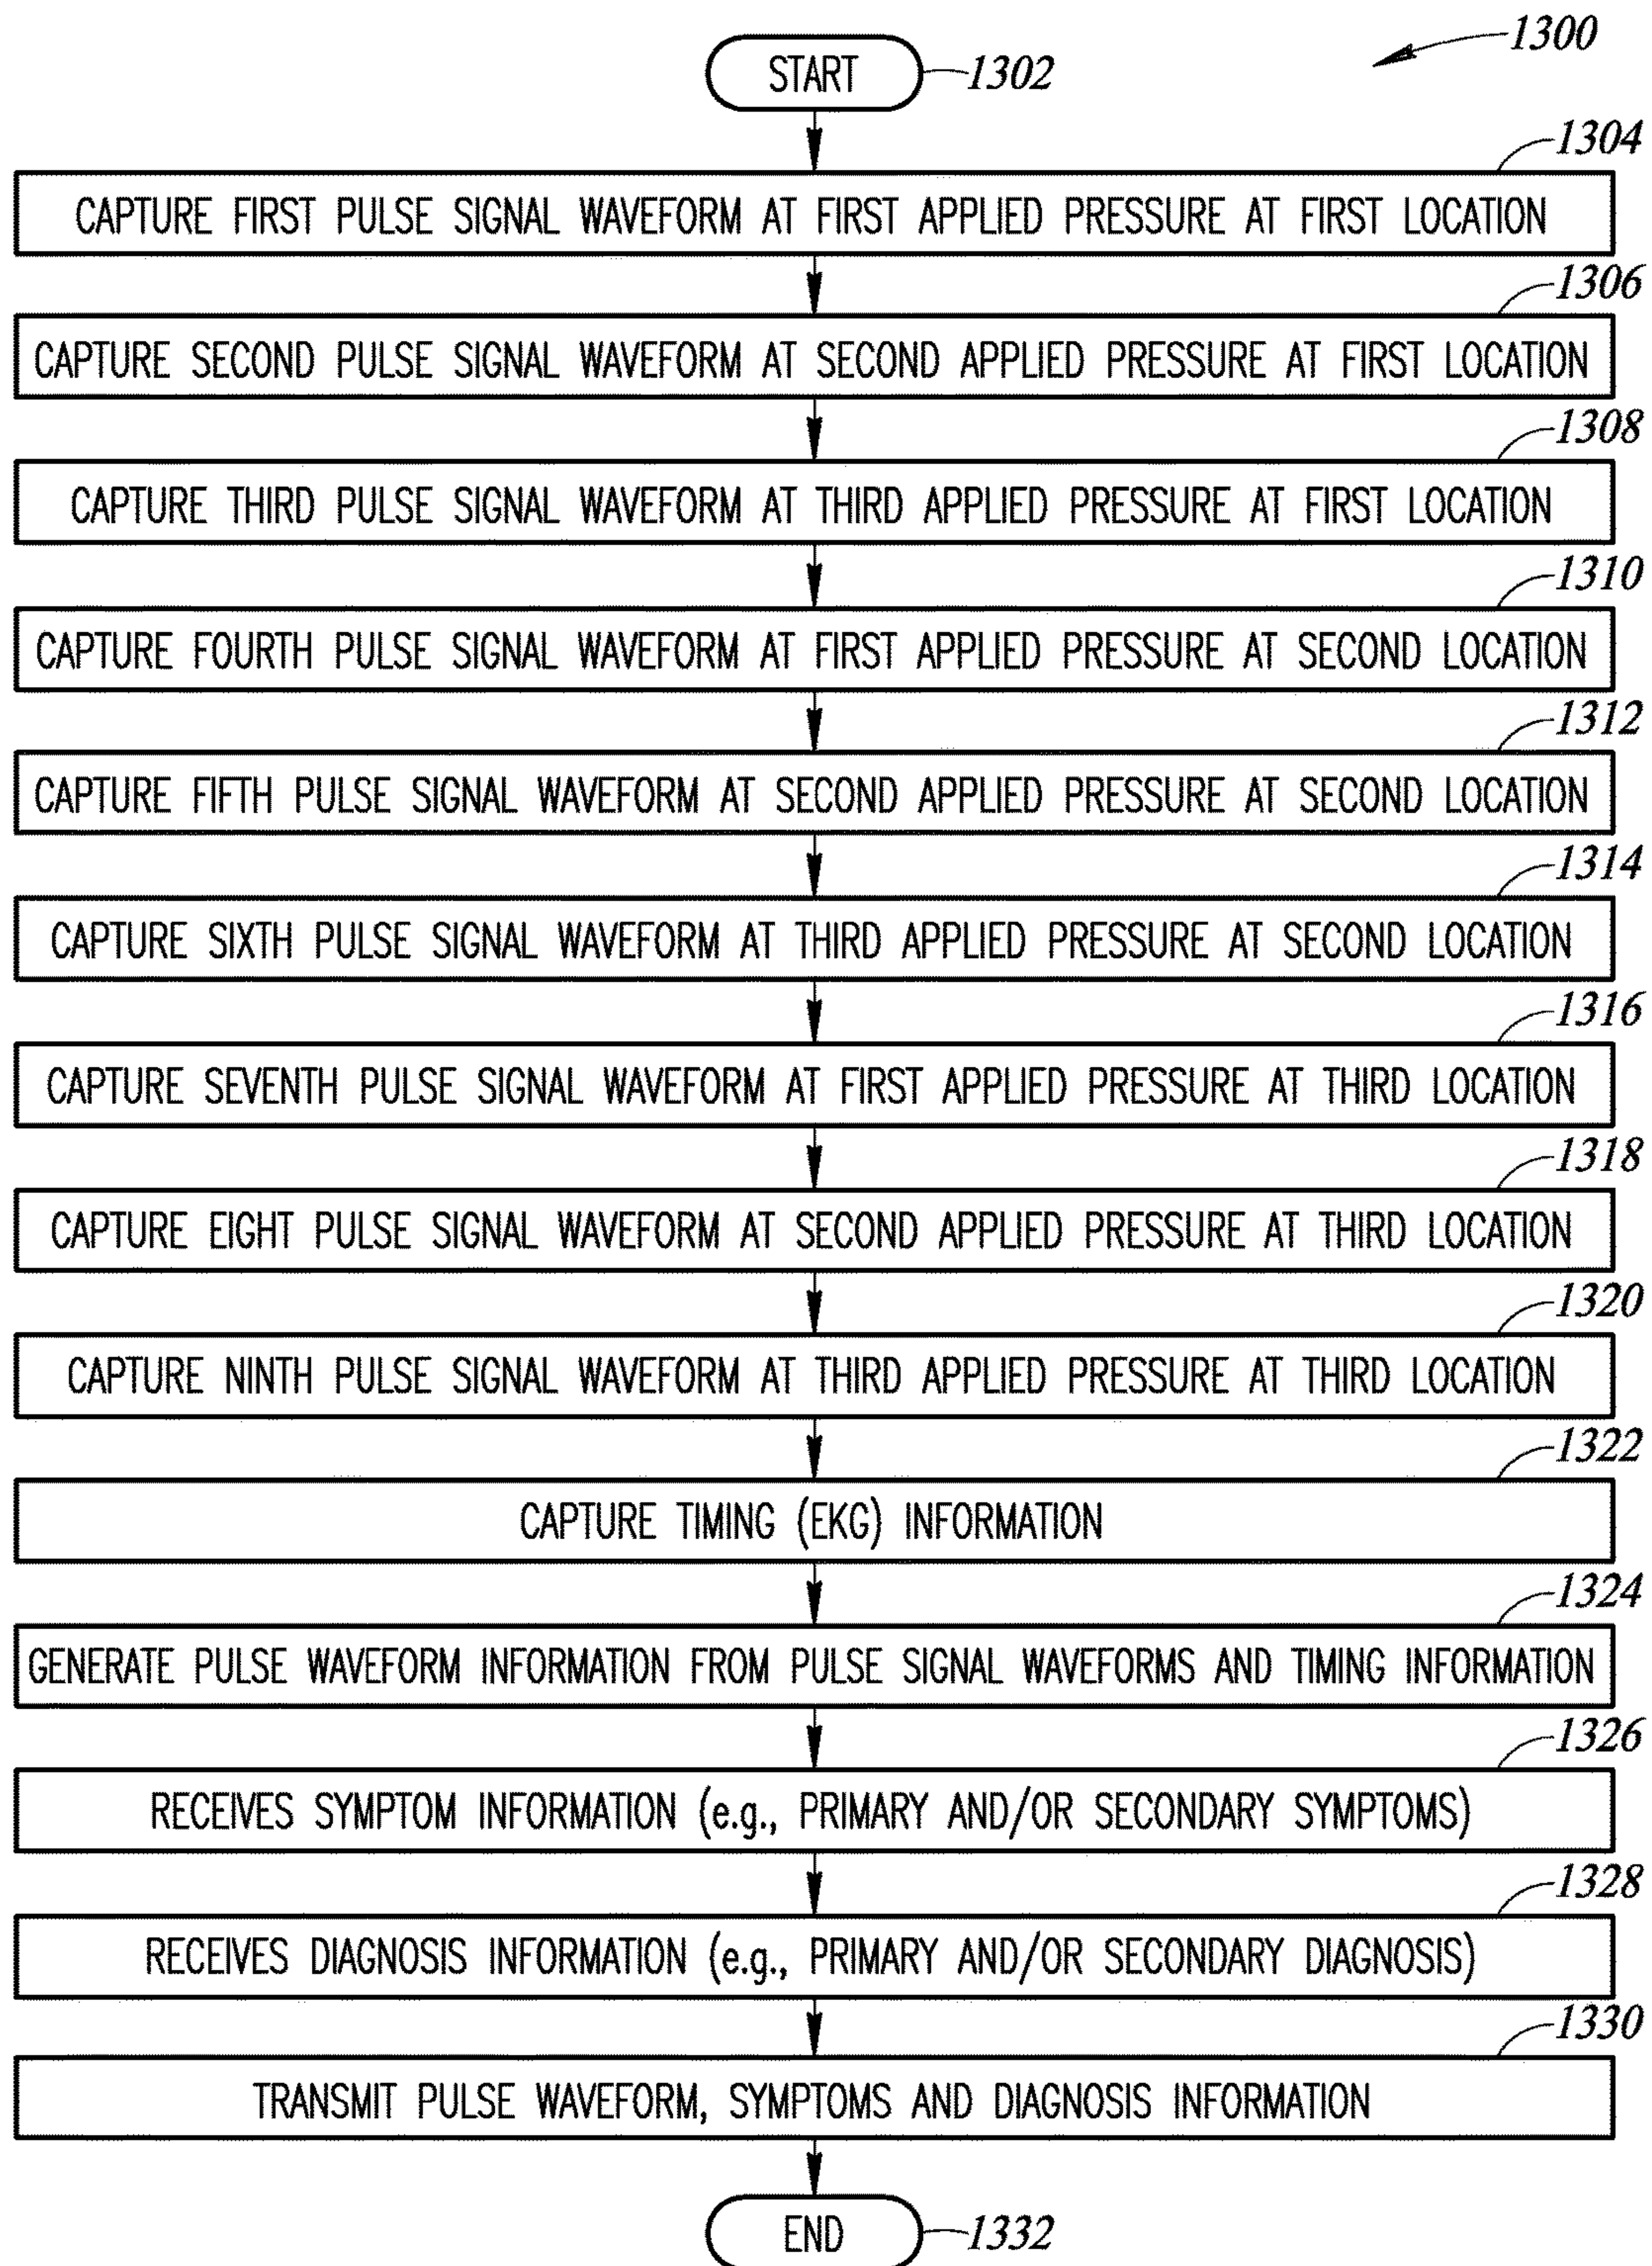 1300
START
1302
1304
CAPTURE FIRST PULSE SIGNAL WAVEFORM AT FIRST APPLIED PRESSURE AT FIRST LOCATION
1306
CAPTURE SECOND PULSE SIGNAL WAVEFORM AT SECOND APPLIED PRESSURE AT FIRST LOCATION
1308
CAPTURE THIRD PULSE SIGNAL WAVEFORM AT THIRD APPLIED PRESSURE AT FIRST LOCATION
1310
CAPTURE FOURTH PULSE SIGNAL WAVEFORM AT FIRST APPLIED PRESSURE AT SECOND LOCATION
1312
CAPTURE FIFTH PULSE SIGNAL WAVEFORM AT SECOND APPLIED PRESSURE AT SECOND LOCATION
1314
CAPTURE SIXTH PULSE SIGNAL WAVEFORM AT THIRD APPLIED PRESSURE AT SECOND LOCATION
1316
CAPTURE SEVENTH PULSE SIGNAL WAVEFORM AT FIRST APPLIED PRESSURE AT THIRD LOCATION
1318
CAPTURE EIGHT PULSE SIGNAL WAVEFORM AT SECOND APPLIED PRESSURE AT THIRD LOCATION
1320
CAPTURE NINTH PULSE SIGNAL WAVEFORM AT THIRD APPLIED PRESSURE AT THIRD LOCATION
1322
CAPTURE TIMING (EKG) INFORMATION
1324
GENERATE PULSE WAVEFORM INFORMATION FROM PULSE SIGNAL WAVEFORMS AND TIMING INFORMATION
1326
RECEIVES SYMPTOM INFORMATION (e.g., PRIMARY AND/OR SECONDARY SYMPTOMS)
1328
RECEIVES DIAGNOSIS INFORMATION (e.g., PRIMARY AND/OR SECONDARY DIAGNOSIS)
1330
TRANSMIT PULSE WAVEFORM, SYMPTOMS AND DIAGNOSIS INFORMATION
END
1332